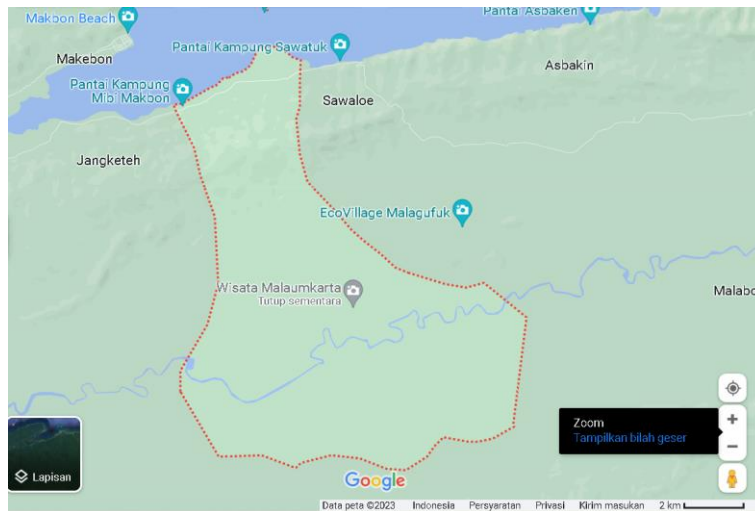 Makbon Beach
Pantai Asbaken
Pantai Kampung Sawatuk
Makebon
Asbakin
Pantai Kampung
Mibi Makbon
Sawaloe
Jangketeh
EcoVillage Malagufuk
Wisata Malaumkarta
Tutup sementara
Zoom
Tampilkan bilah geser
Lapisan
Google
Data peta ©2023 Indonesia Persyaratan Privasi Kirim masukan 2 km